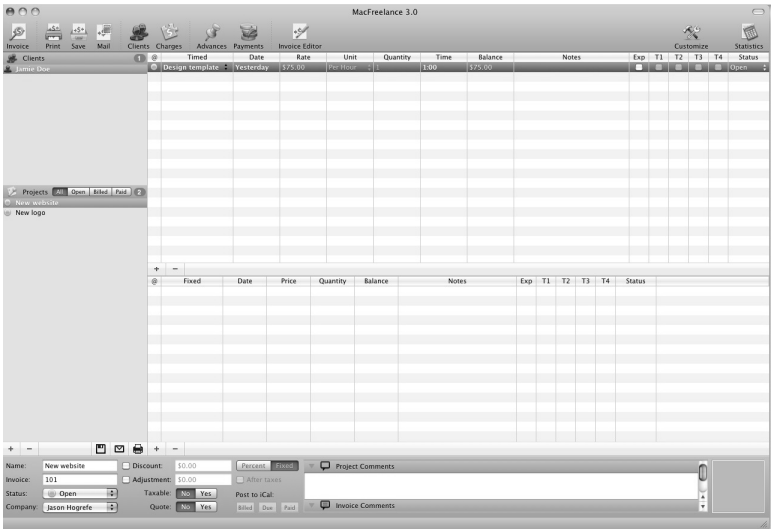 MacFreelance 3.0
Invoice Print Save Mail Clients Charges Advances Payments Invoice Editor Customize Statistics
Clients 1
Jamie Doe
@ Timed Date Rate Unit Quantity Time Balance Notes Exp T1 T2 T3 T4 Status
Design template Yesterday $75.00 Per Hour 1 1:00 $75.00 Open
Projects All Open Billed Paid 2
New website
New logo
+ −
@ Fixed Date Price Quantity Balance Notes Exp T1 T2 T3 T4 Status
+ − + −
Name: New website Discount: $0.00 Percent Fixed Project Comments
Invoice: 101 Adjustment: $0.00 After taxes
Status: Open Taxable: No Yes Post to iCal:
Company: Jason Hogrefe Quote: No Yes Billed Due Paid Invoice Comments